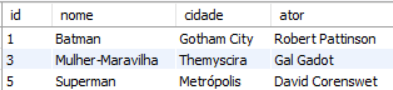 id nome cidade ator
1 Batman Gotham City Robert Pattinson
3 Mulher-Maravilha Themyscira Gal Gadot
5 Superman Metrópolis David Corenswet